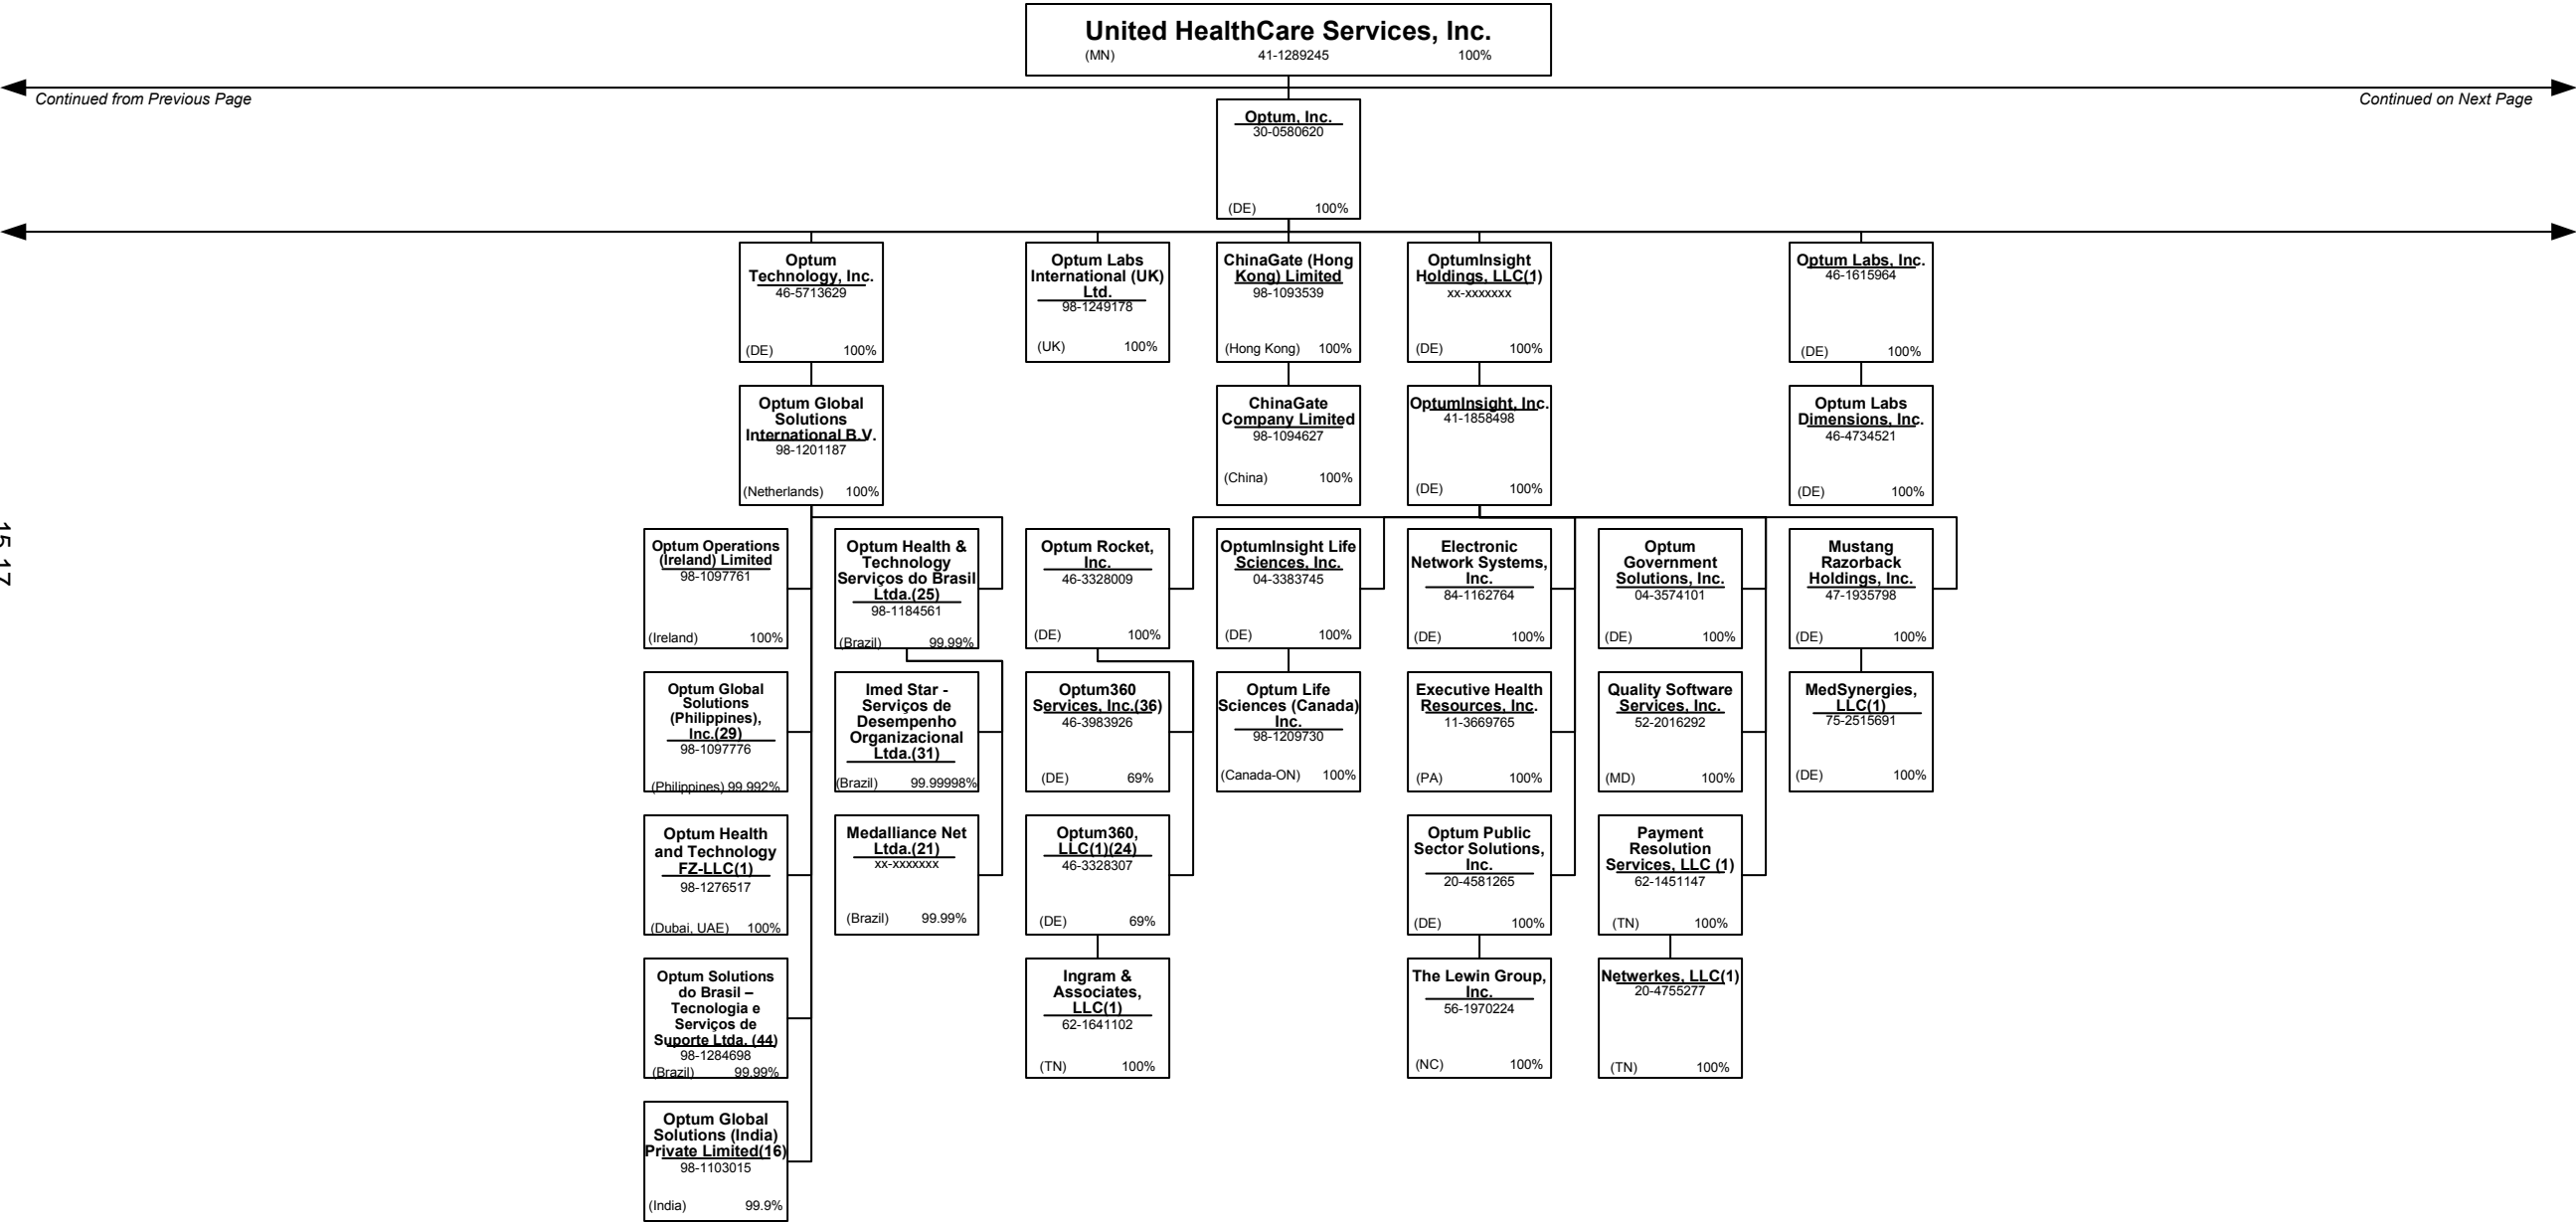 United HealthCare Services, Inc.
(MN) 41-1289245 100%
Continued from Previous Page
Continued on Next Page
Optum, Inc.
30-0580620
(DE) 100%
Optum
Technology, Inc.
46-5713629
(DE) 100%
Optum Labs
International (UK)
Ltd.
98-1249178
(UK) 100%
ChinaGate (Hong
Kong) Limited
98-1093539
(Hong Kong) 100%
OptumInsight
Holdings, LLC(1)
xx-xxxxxxx
(DE) 100%
Optum Labs, Inc.
46-1615964
(DE) 100%
Optum Global
Solutions
International B.V.
98-1201187
(Netherlands) 100%
ChinaGate
Company Limited
98-1094627
(China) 100%
OptumInsight, Inc.
41-1858498
(DE) 100%
Optum Labs
Dimensions, Inc.
46-4734521
(DE) 100%
15.17
Optum Operations
(Ireland) Limited
98-1097761
(Ireland) 100%
Optum Health &
Technology
Serviços do Brasil
Ltda.(25)
98-1184561
(Brazil) 99.99%
Optum Rocket,
Inc.
46-3328009
(DE) 100%
OptumInsight Life
Sciences, Inc.
04-3383745
(DE) 100%
Electronic
Network Systems,
Inc.
84-1162764
(DE) 100%
Optum
Government
Solutions, Inc.
04-3574101
(DE) 100%
Mustang
Razorback
Holdings, Inc.
47-1935798
(DE) 100%
Optum Global
Solutions
(Philippines),
Inc.(29)
98-1097776
(Philippines) 99.992%
Imed Star -
Serviços de
Desempenho
Organizacional
Ltda.(31)
(Brazil) 99.99998%
Optum360
Services, Inc.(36)
46-3983926
(DE) 69%
Optum Life
Sciences (Canada)
Inc.
98-1209730
(Canada-ON) 100%
Executive Health
Resources, Inc.
11-3669765
(PA) 100%
Quality Software
Services, Inc.
52-2016292
(MD) 100%
MedSynergies,
LLC(1)
75-2515691
(DE) 100%
Optum Health
and Technology
FZ-LLC(1)
98-1276517
(Dubai, UAE) 100%
Medalliance Net
Ltda.(21)
xx-xxxxxxx
(Brazil) 99.99%
Optum360,
LLC(1)(24)
46-3328307
(DE) 69%
Optum Public
Sector Solutions,
Inc.
20-4581265
(DE) 100%
Payment
Resolution
Services, LLC (1)
62-1451147
(TN) 100%
Optum Solutions
do Brasil –
Tecnologia e
Serviços de
Suporte Ltda. (44)
98-1284698
(Brazil) 99.99%
Ingram &
Associates,
LLC(1)
62-1641102
(TN) 100%
The Lewin Group,
Inc.
56-1970224
(NC) 100%
Netwerkes, LLC(1)
20-4755277
(TN) 100%
Optum Global
Solutions (India)
Private Limited(16)
98-1103015
(India) 99.9%